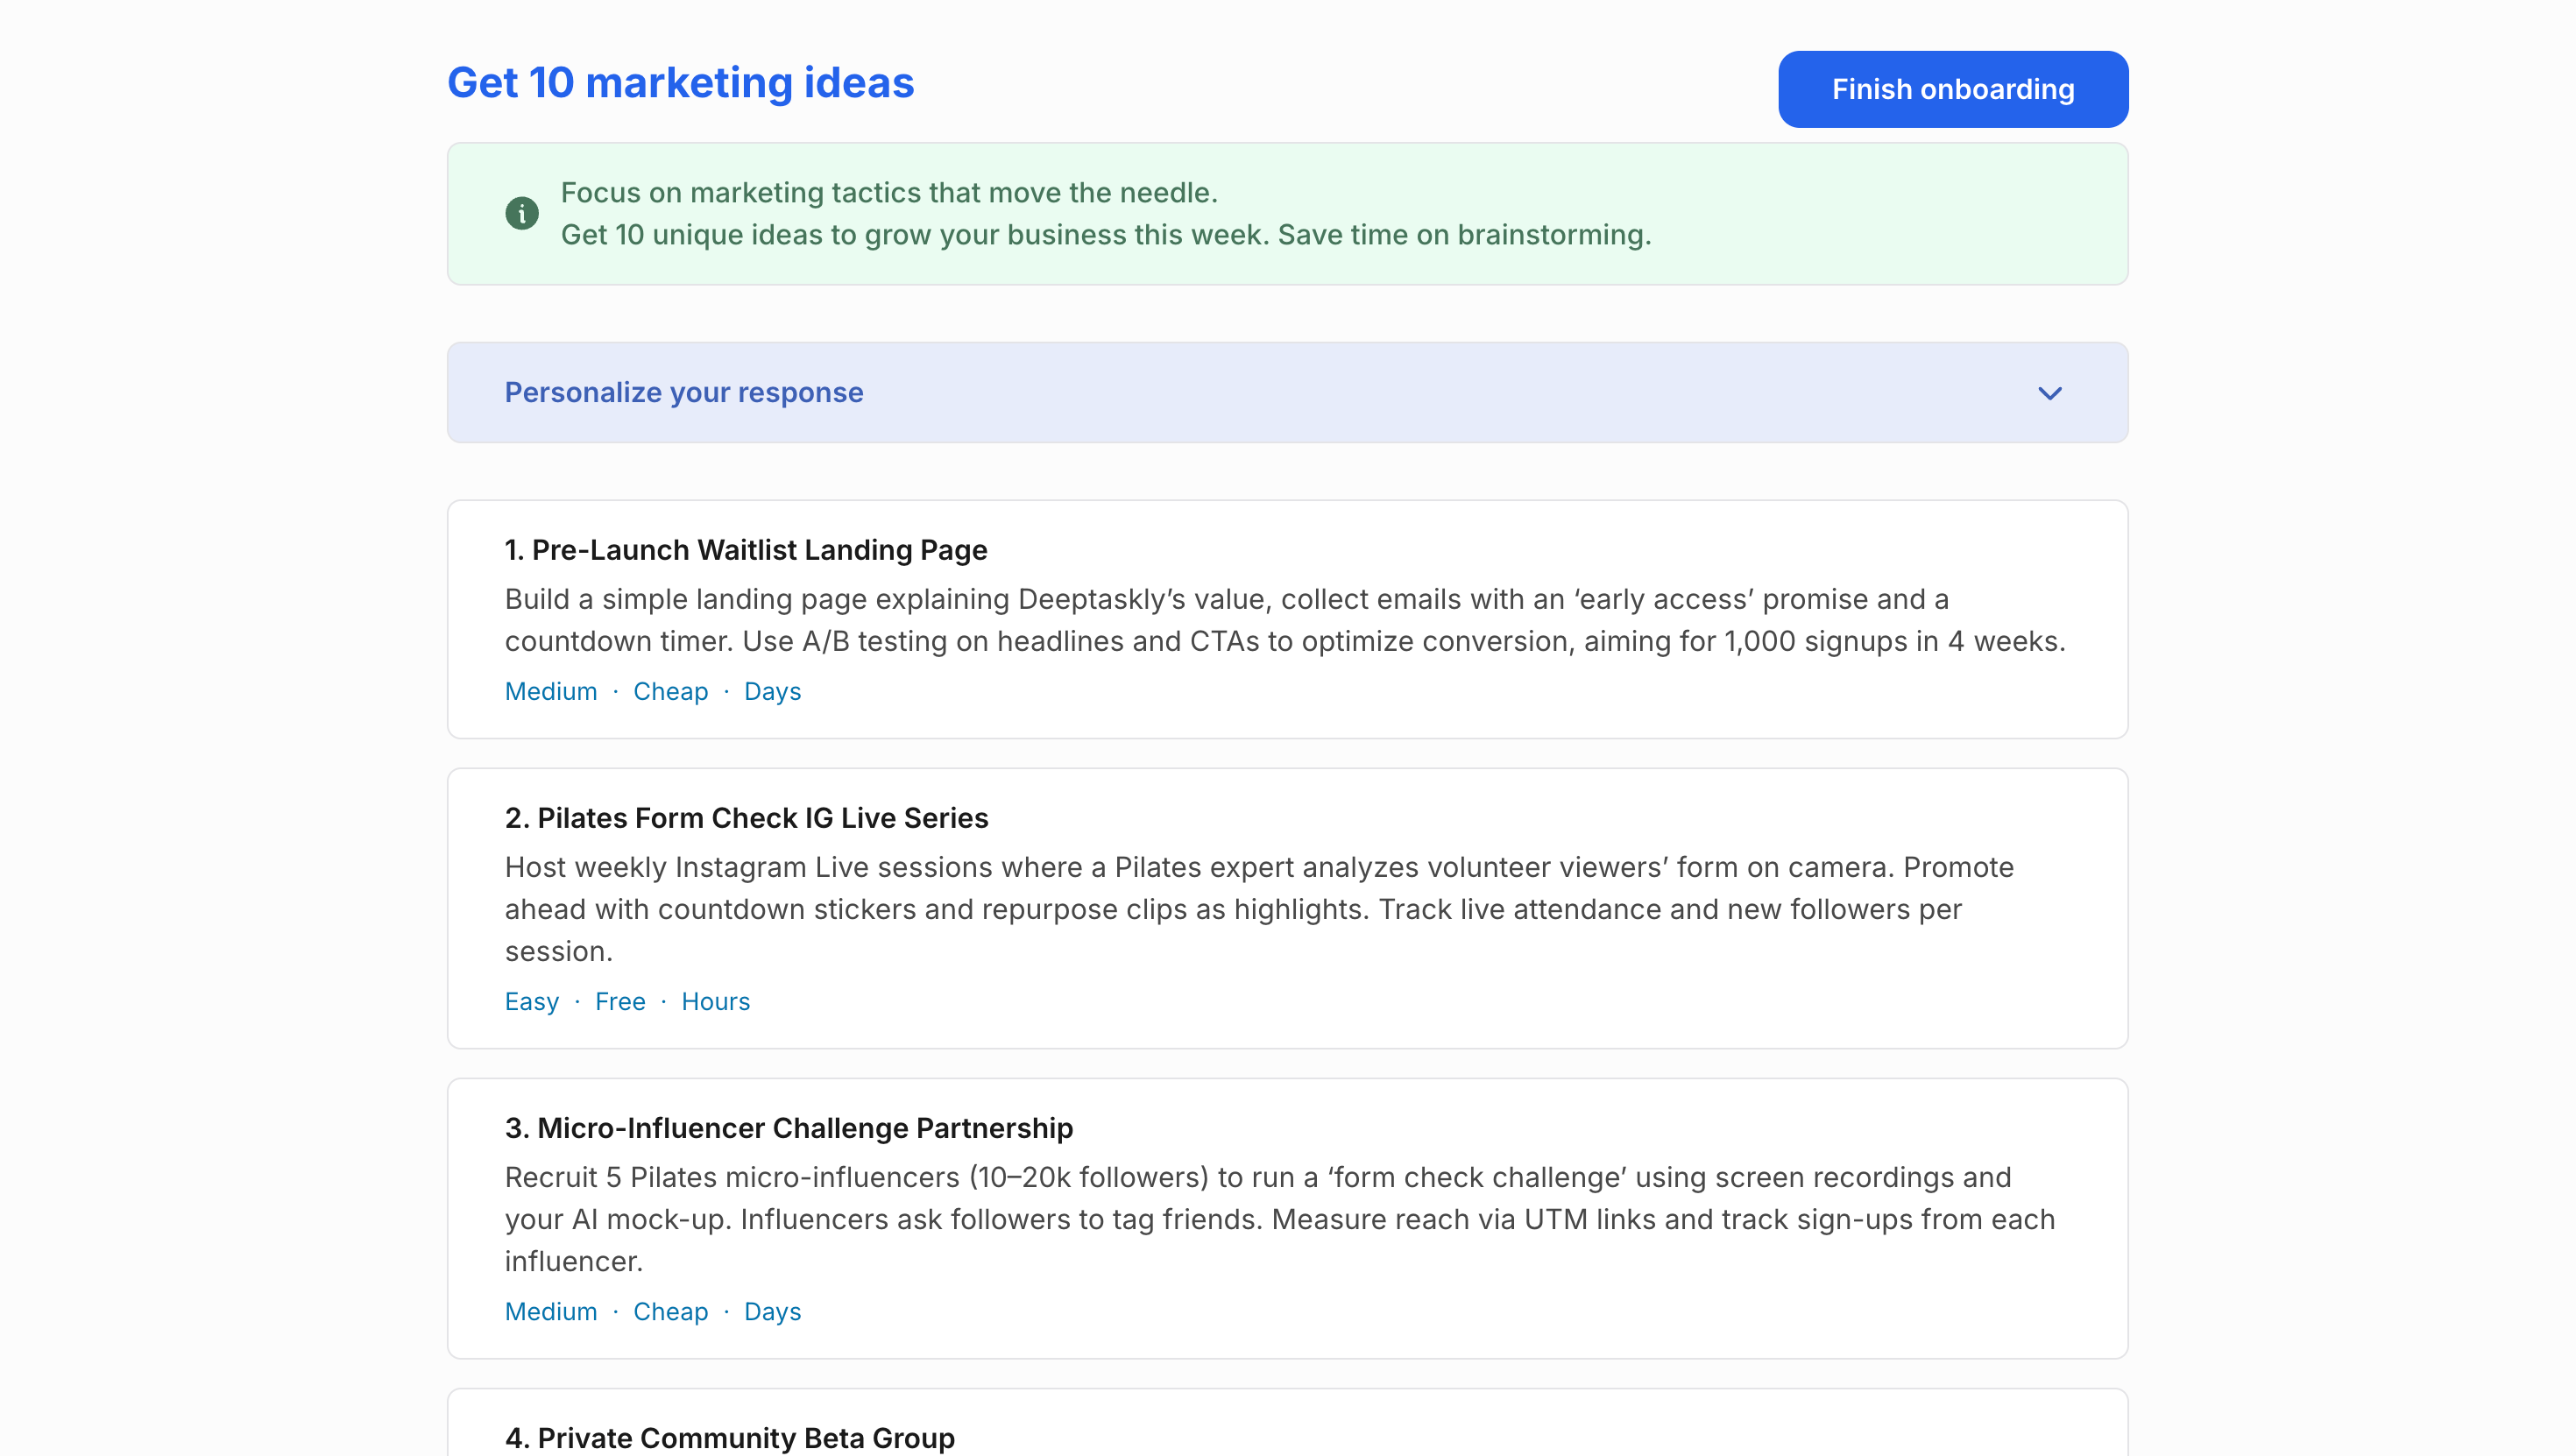 Get 10 marketing ideas
Finish onboarding
Focus on marketing tactics that move the needle.
Get 10 unique ideas to grow your business this week. Save time on brainstorming.
Personalize your response
1. Pre-Launch Waitlist Landing Page
Build a simple landing page explaining Deeptaskly’s value, collect emails with an ‘early access’ promise and a
countdown timer. Use A/B testing on headlines and CTAs to optimize conversion, aiming for 1,000 signups in 4 weeks.
Medium · Cheap · Days
2. Pilates Form Check IG Live Series
Host weekly Instagram Live sessions where a Pilates expert analyzes volunteer viewers’ form on camera. Promote
ahead with countdown stickers and repurpose clips as highlights. Track live attendance and new followers per
session.
Easy · Free · Hours
3. Micro-Influencer Challenge Partnership
Recruit 5 Pilates micro-influencers (10–20k followers) to run a ‘form check challenge’ using screen recordings and
your AI mock-up. Influencers ask followers to tag friends. Measure reach via UTM links and track sign-ups from each
influencer.
Medium · Cheap · Days
4. Private Community Beta Group